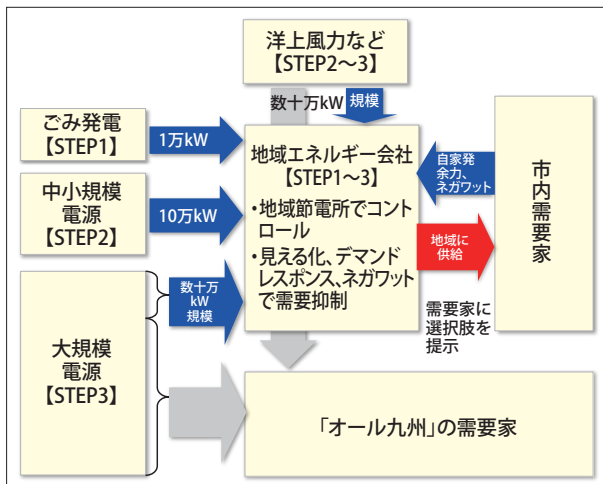 洋上風力など
【STEP2～3】
数十万kW
規模
ごみ発電
【STEP1】
1万kW
中小規模
電源
【STEP2】
10万kW
大規模
電源
【STEP3】
数十万
kW
規模
地域エネルギー会社
【STEP1～3】
・地域節電所でコント
ロール
・見える化、デマンド
レスポンス、ネガワット
で需要抑制
自家発
余力、
ネガワット
地域に
供給
市内需要家
需要家に
選択肢を
提示
「オール九州」の需要家